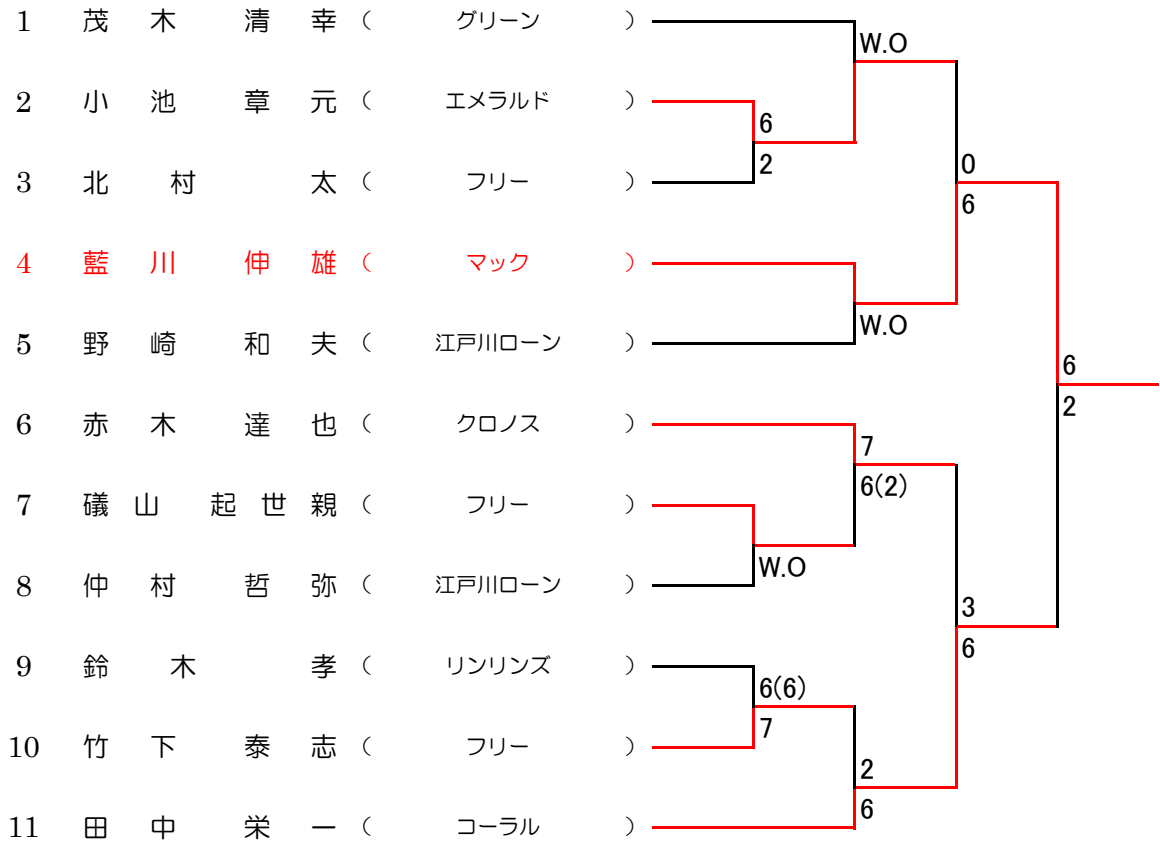 1 茂木 清幸 ( グリーン )
W.O
2 小池 章元 ( エメラルド )
6
2
3 北村 太 ( フリー )
0
6
4 藍川 伸雄 ( マック )
W.O
5 野崎 和夫 ( 江戸川ローン )
6
2
6 赤木 達也 ( クロノス )
7
6(2)
7 礒山 起世親 ( フリー )
W.O
8 仲村 哲弥 ( 江戸川ローン )
3
6
9 鈴木 孝 ( リンリンズ )
6(6)
7
10 竹下 泰志 ( フリー )
2
6
11 田中 栄一 ( コーラル )